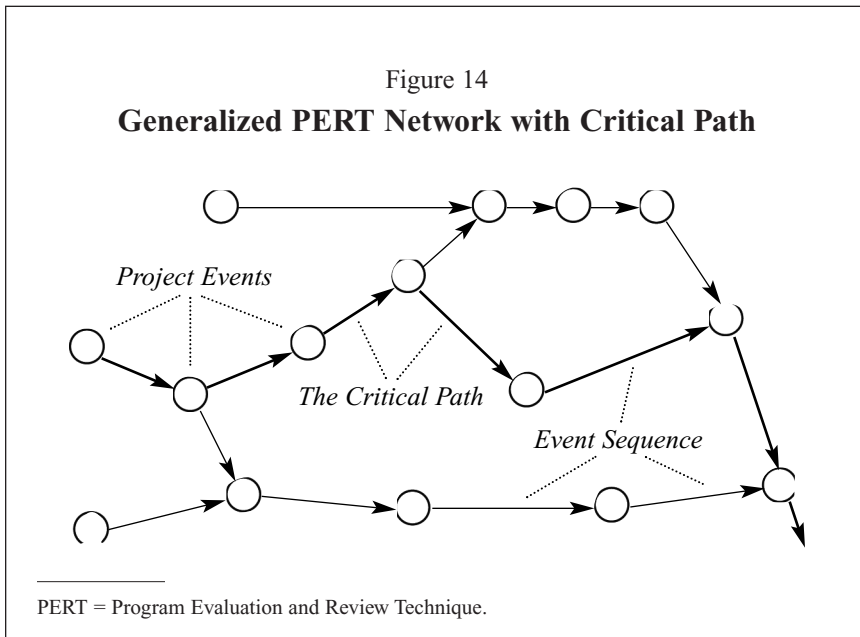 Figure 14
Generalized PERT Network with Critical Path
Project Events
The Critical Path
Event Sequence
PERT = Program Evaluation and Review Technique.